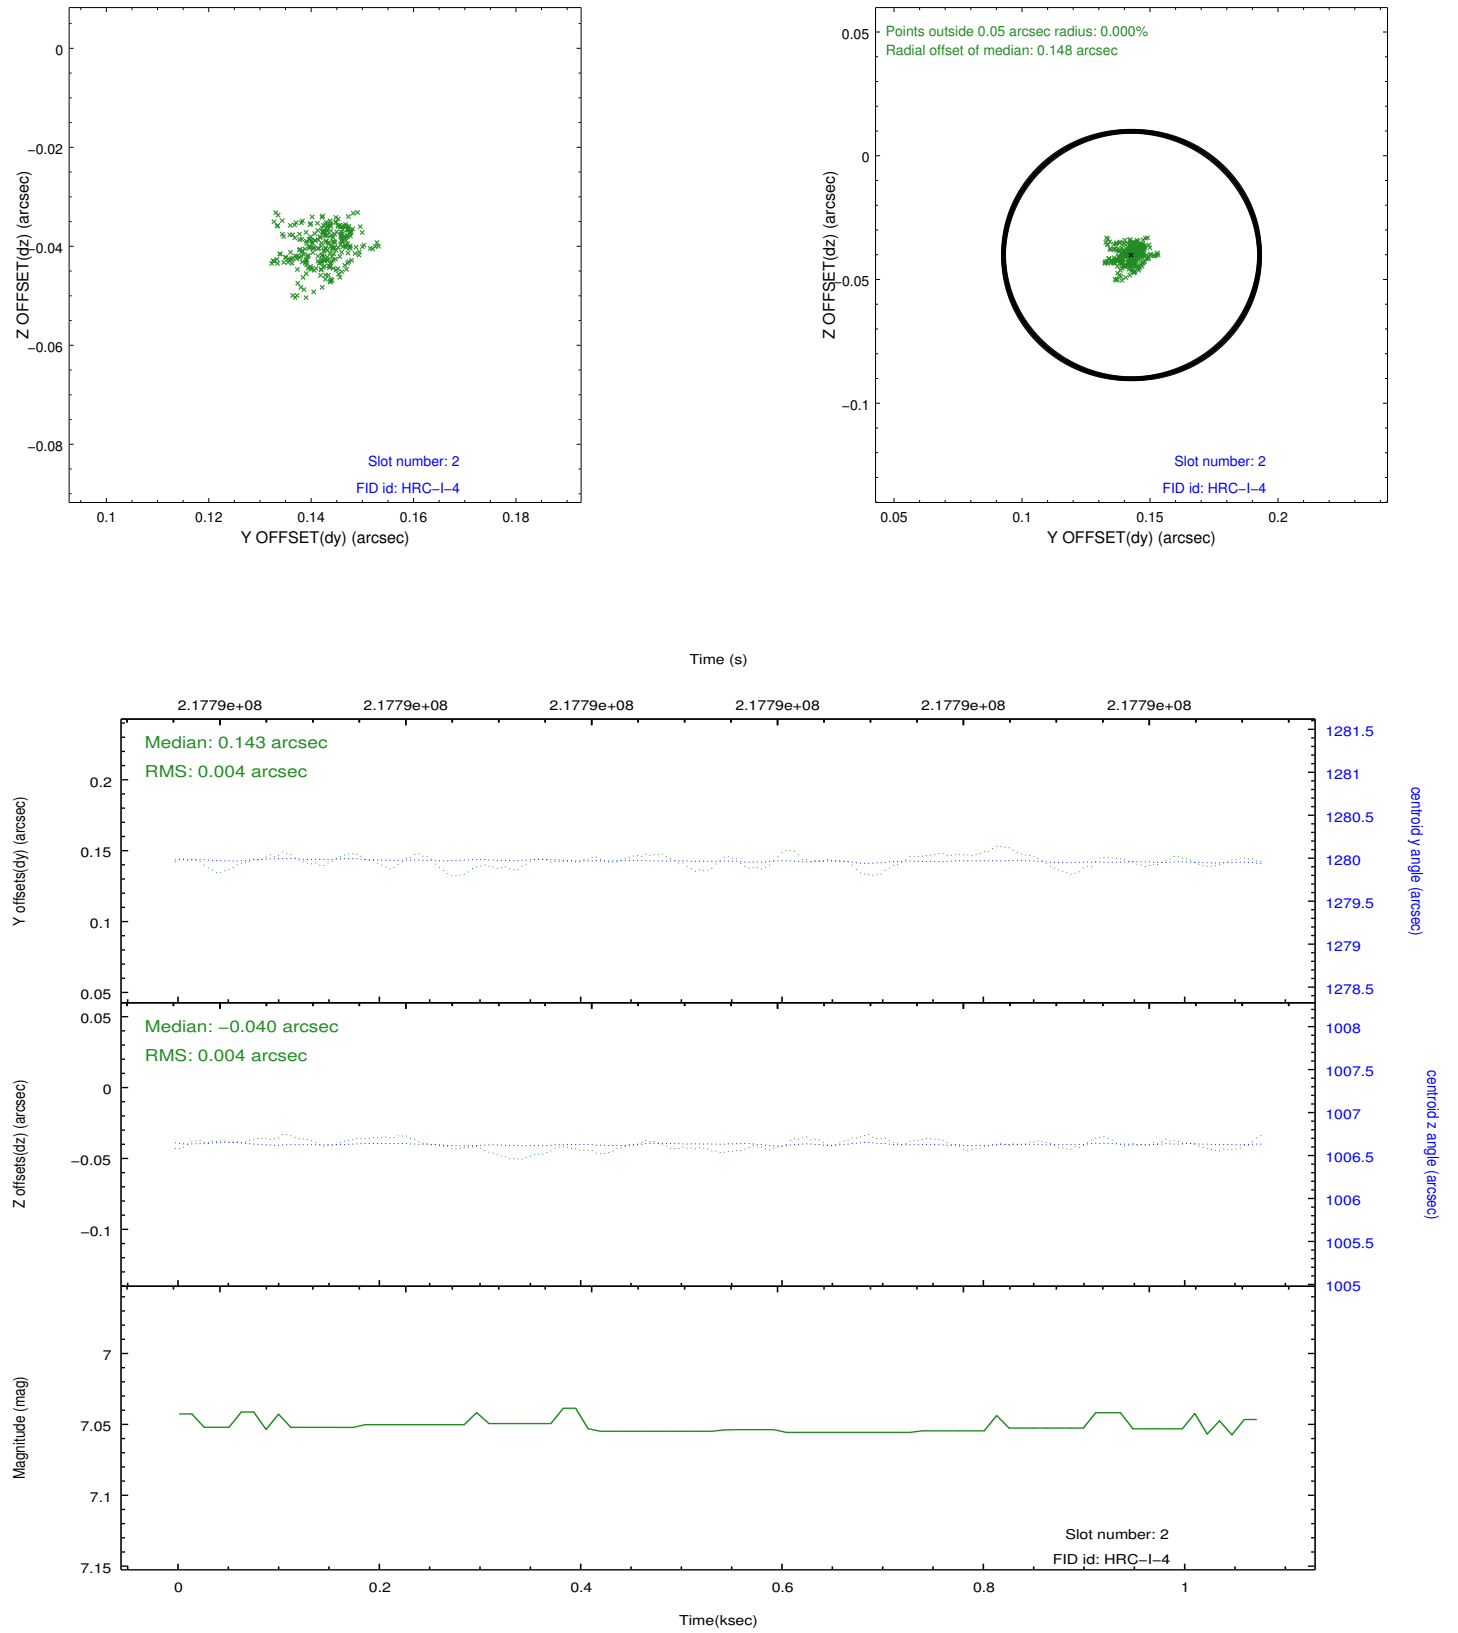 0
−0.02
−0.04
−0.06
−0.08
Z OFFSET(dz) (arcsec)
Slot number: 2
FID id: HRC−I−4
0.1
0.12
0.14
0.16
0.18
Y OFFSET(dy) (arcsec)
Points outside 0.05 arcsec radius: 0.000%
Radial offset of median: 0.148 arcsec
0.05
0
−0.05
−0.1
Z OFFSET(dz) (arcsec)
Slot number: 2
FID id: HRC−I−4
0.05
0.1
0.15
0.2
Y OFFSET(dy) (arcsec)
Time (s)
2.1779e+08
2.1779e+08
2.1779e+08
2.1779e+08
2.1779e+08
2.1779e+08
Median: 0.143 arcsec
RMS: 0.004 arcsec
0.2
0.15
0.1
0.05
Y offsets(dy) (arcsec)
1281.5
1281
1280.5
1280
1279.5
1279
1278.5
centroid y angle (arcsec)
Median: −0.040 arcsec
RMS: 0.004 arcsec
0.05
0
−0.05
−0.1
Z offsets(dz) (arcsec)
1008
1007.5
1007
1006.5
1006
1005.5
1005
centroid z angle (arcsec)
7
7.05
7.1
7.15
Magnitude (mag)
Slot number: 2
FID id: HRC−I−4
0
0.2
0.4
0.6
0.8
1
Time(ksec)